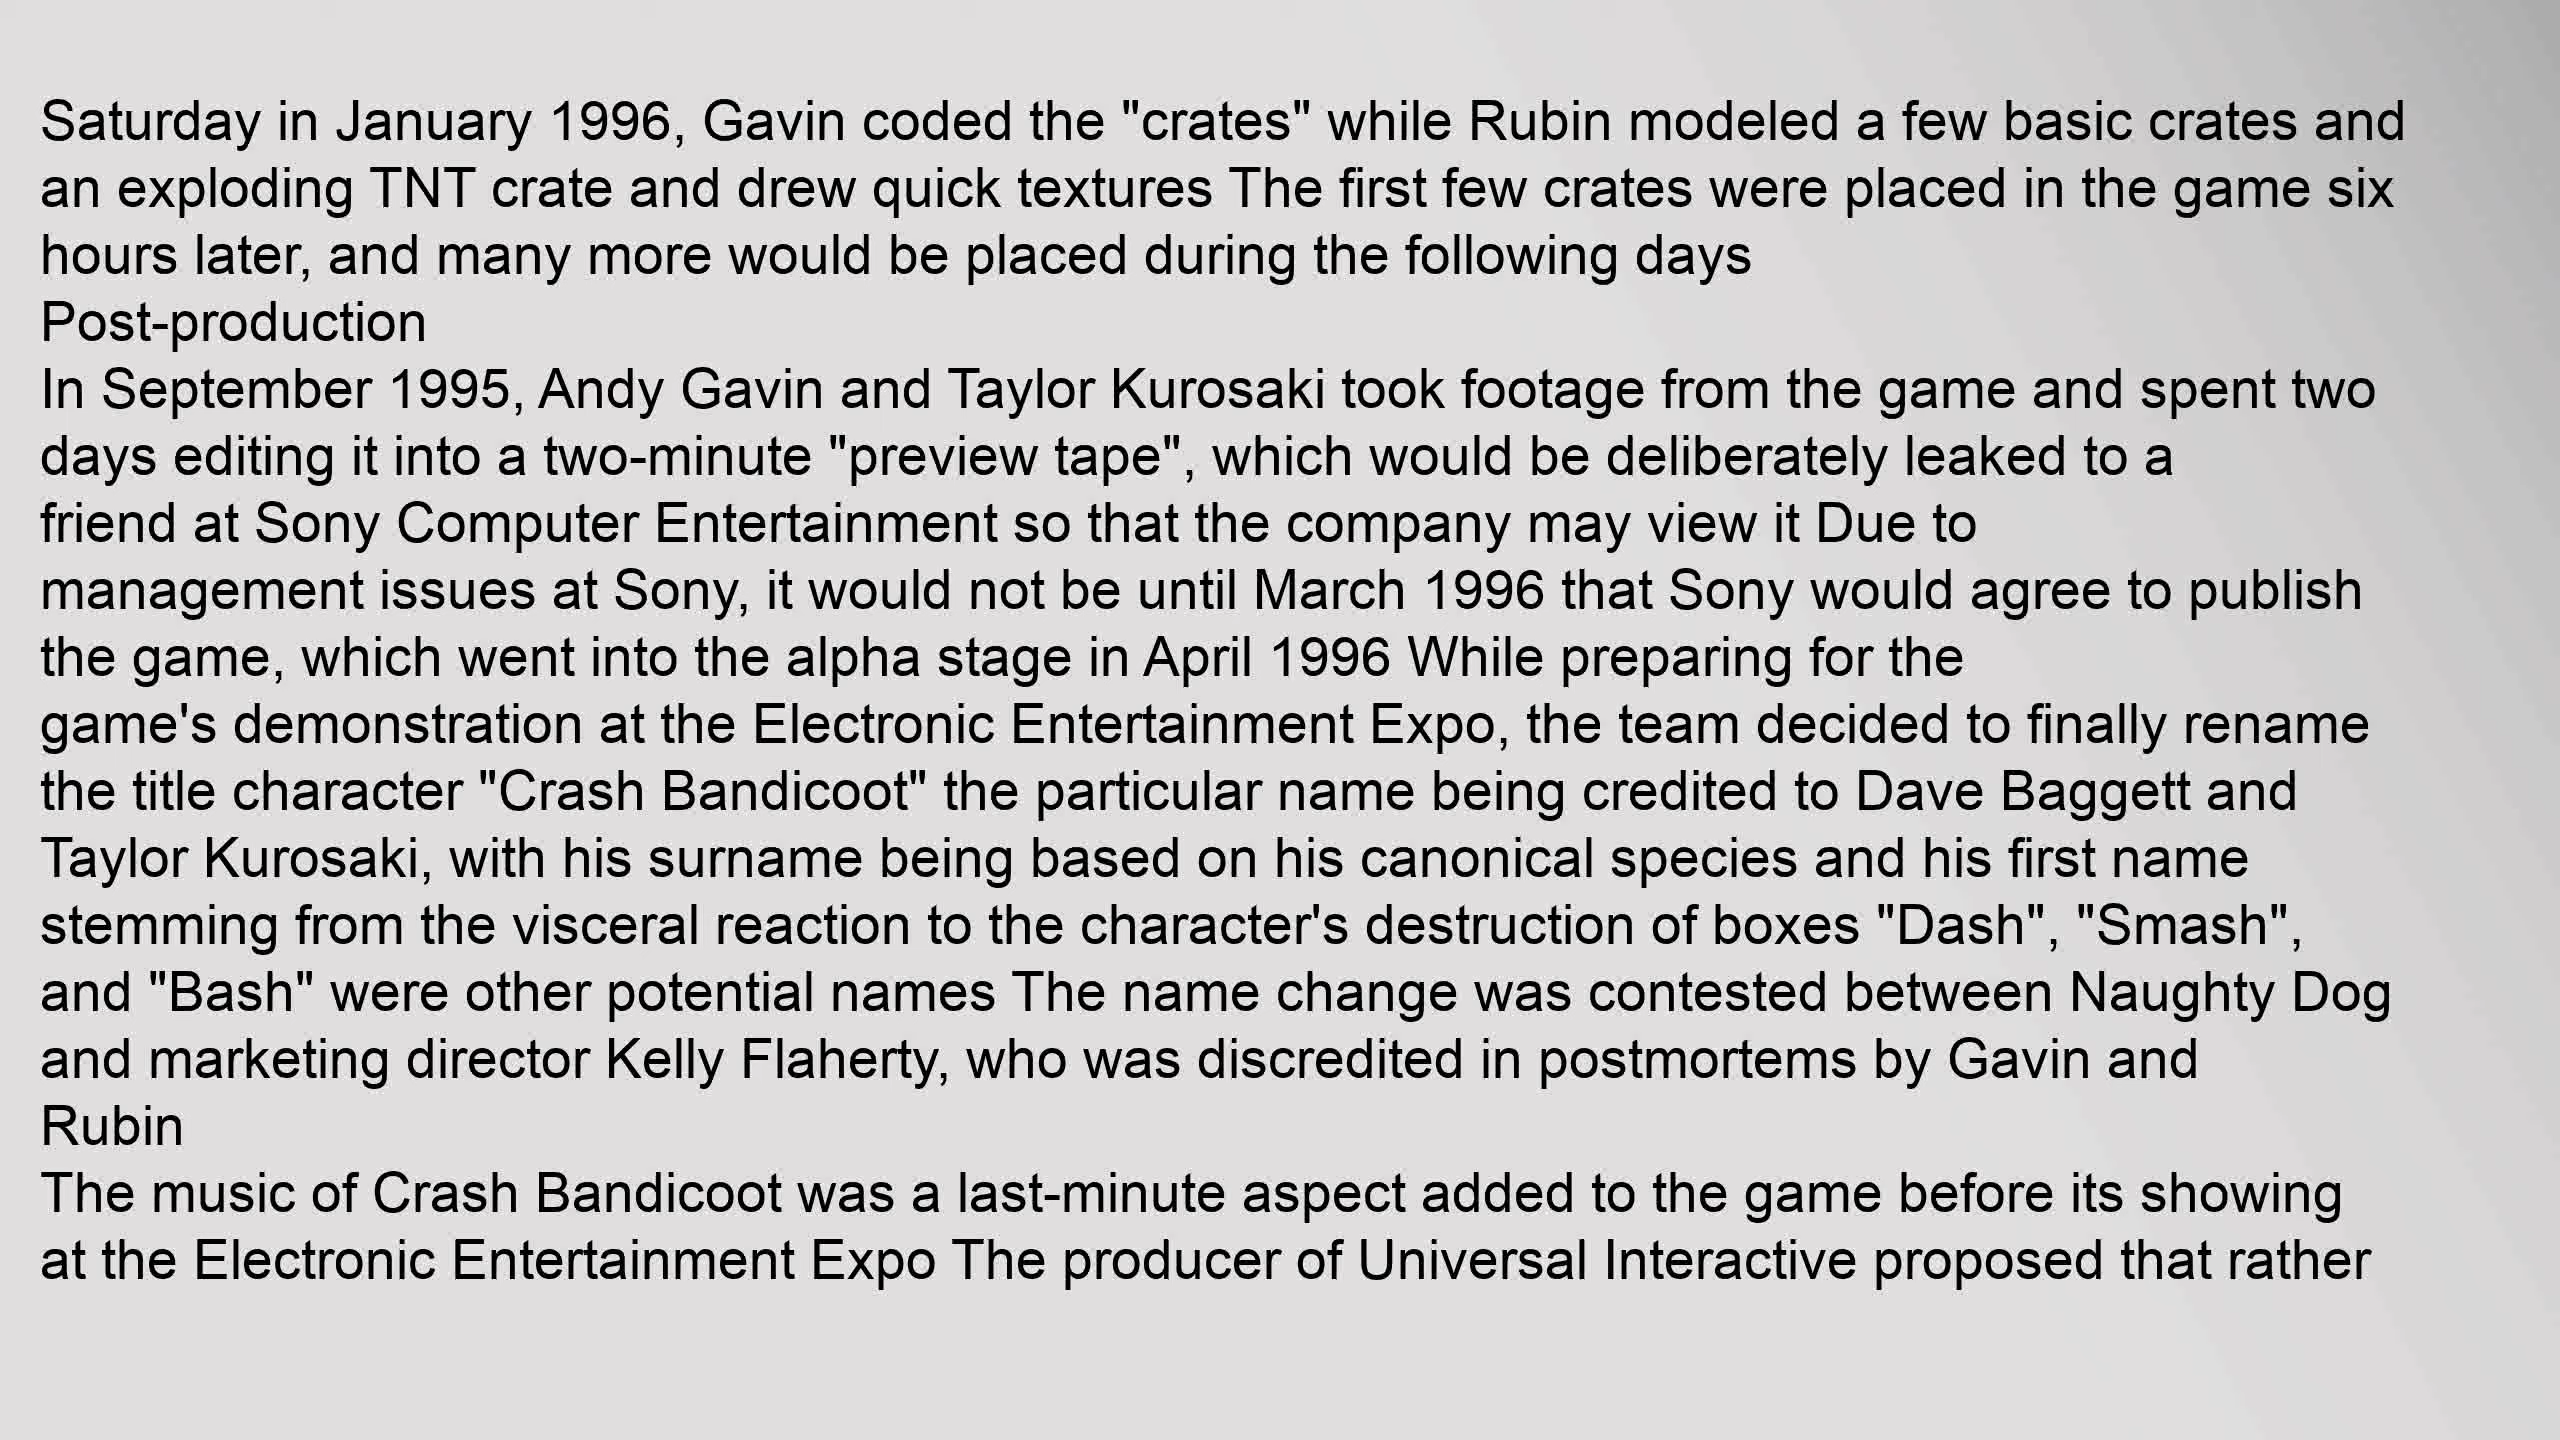 Saturday in January 1996, Gavin coded the "crates" while Rubin modeled a few basic crates and
an exploding TNT crate and drew quick textures The first few crates were placed in the game six
hours later, and many more would be placed during the following days
Post-production
In September 1995, Andy Gavin and Taylor Kurosaki took footage from the game and spent two
days editing it into a two-minute "preview tape", which would be deliberately leaked to a
friend at Sony Computer Entertainment so that the company may view it Due to
management issues at Sony, it would not be until March 1996 that Sony would agree to publish
the game, which went into the alpha stage in April 1996 While preparing for the
game's demonstration at the Electronic Entertainment Expo, the team decided to finally rename
the title character "Crash Bandicoot" the particular name being credited to Dave Baggett and
Taylor Kurosaki, with his surname being based on his canonical species and his first name
stemming from the visceral reaction to the character's destruction of boxes "Dash", "Smash",
and "Bash" were other potential names The name change was contested between Naughty Dog
and marketing director Kelly Flaherty, who was discredited in postmortems by Gavin and
Rubin
The music of Crash Bandicoot was a last-minute aspect added to the game before its showing
at the Electronic Entertainment Expo The producer of Universal Interactive proposed that rather